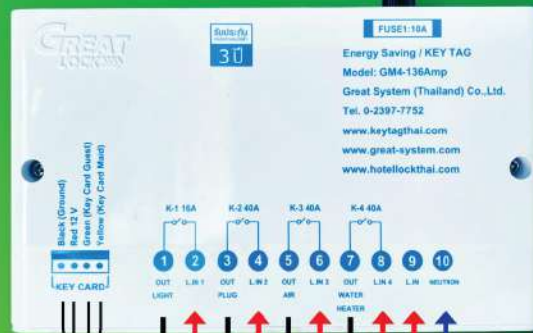 GREAT
LOCK
รับประกัน
3 ปี
FUSE1:10A
Energy Saving / KEY TAG
Model: GM4-136Amp
Great System (Thailand) Co.,Ltd.
Tel. 0-2397-7752
www.keytagthai.com
www.great-system.com
www.hotellockthai.com
Black (Ground)
Red 12 V
Green (Key Card Guest)
Yellow (Key Card Maid)
KEY CARD
K-1 16A K-2 40A K-3 40A K-4 40A
1 2 3 4 5 6 7 8 9 10
OUT L.IN 1 OUT L.IN 2 OUT L.IN 3 OUT L.IN 4 L.IN NEUTRON
LIGHT PLUG AIR WATER
HEATER